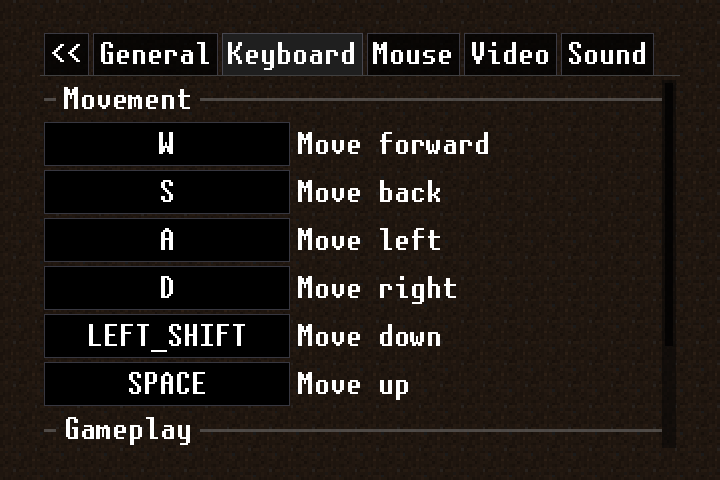 << General Keyboard Mouse Video Sound
Movement
W Move forward
S Move back
A Move left
D Move right
LEFT_SHIFT Move down
SPACE Move up
Gameplay